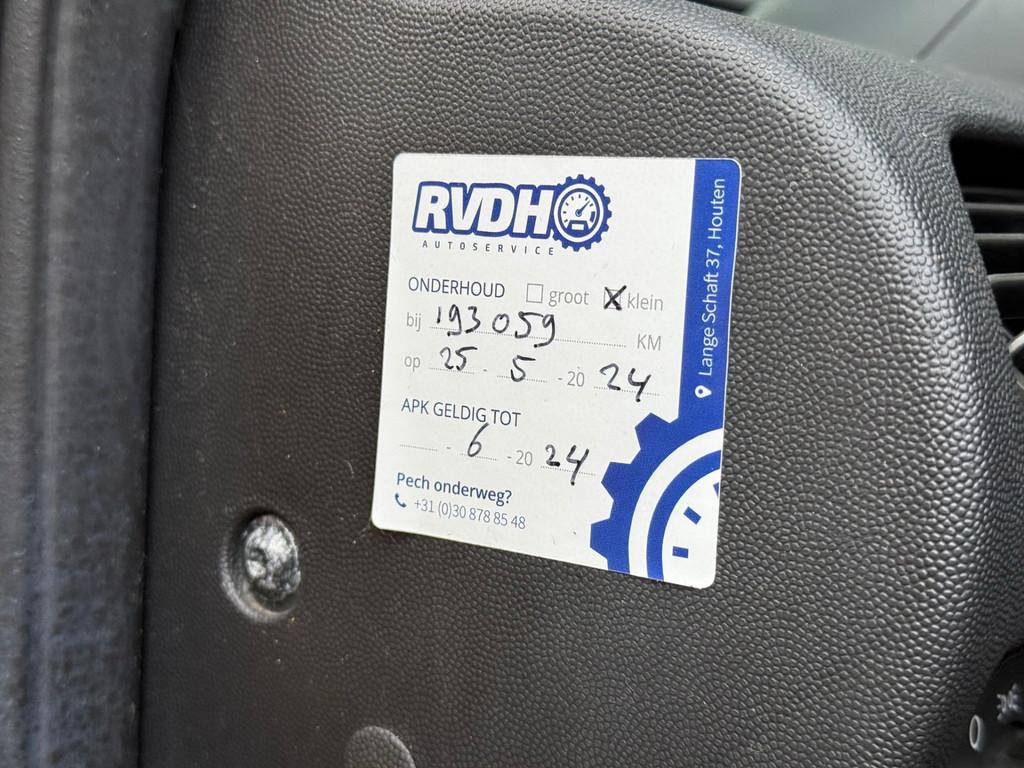 RVDH
AUTOSERVICE
ONDERHOUD groot klein
bij 193059 KM
op 25 - 5 - 20 24
APK GELDIG TOT
- 6 - 20 24
Pech onderweg?
+31 (0)30 878 85 48
Lange Schaft 37, Houten
0